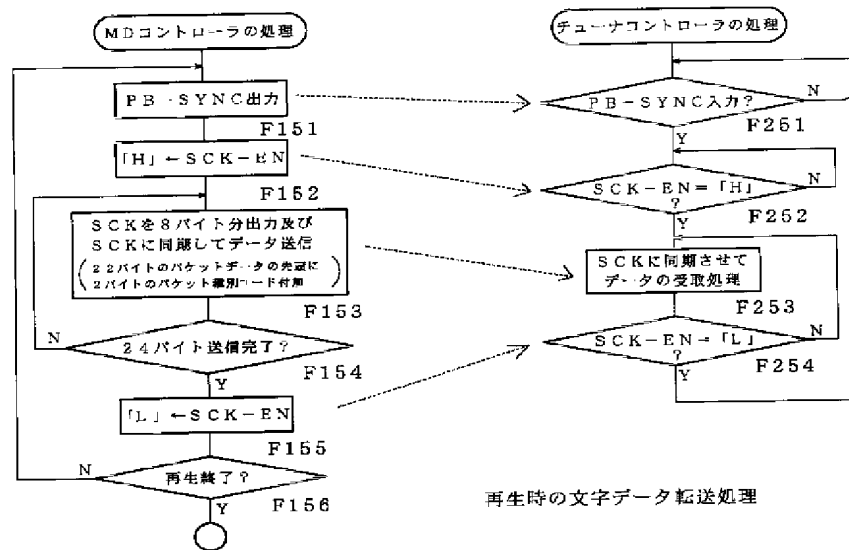 MDコントローラの処理
PB-SYNC出力
F151
「H」←SCK-EN
F152
SCKを8バイト分出力及び
SCKに同期してデータ送信
(22バイトのパケットデータの先頭に
2バイトのパケット識別コード付加)
F153
N
24バイト送信完了?
F154
Y
「L」←SCK-EN
F155
N
再生終了?
F156
Y
チューナコントローラの処理
N
PB-SYNC入力?
F251
Y
SCK-EN=「H」
?
N
F252
Y
SCKに同期させて
データの受取処理
F253
SCK-EN=「L」
?
N
F254
Y
再生時の文字データ転送処理